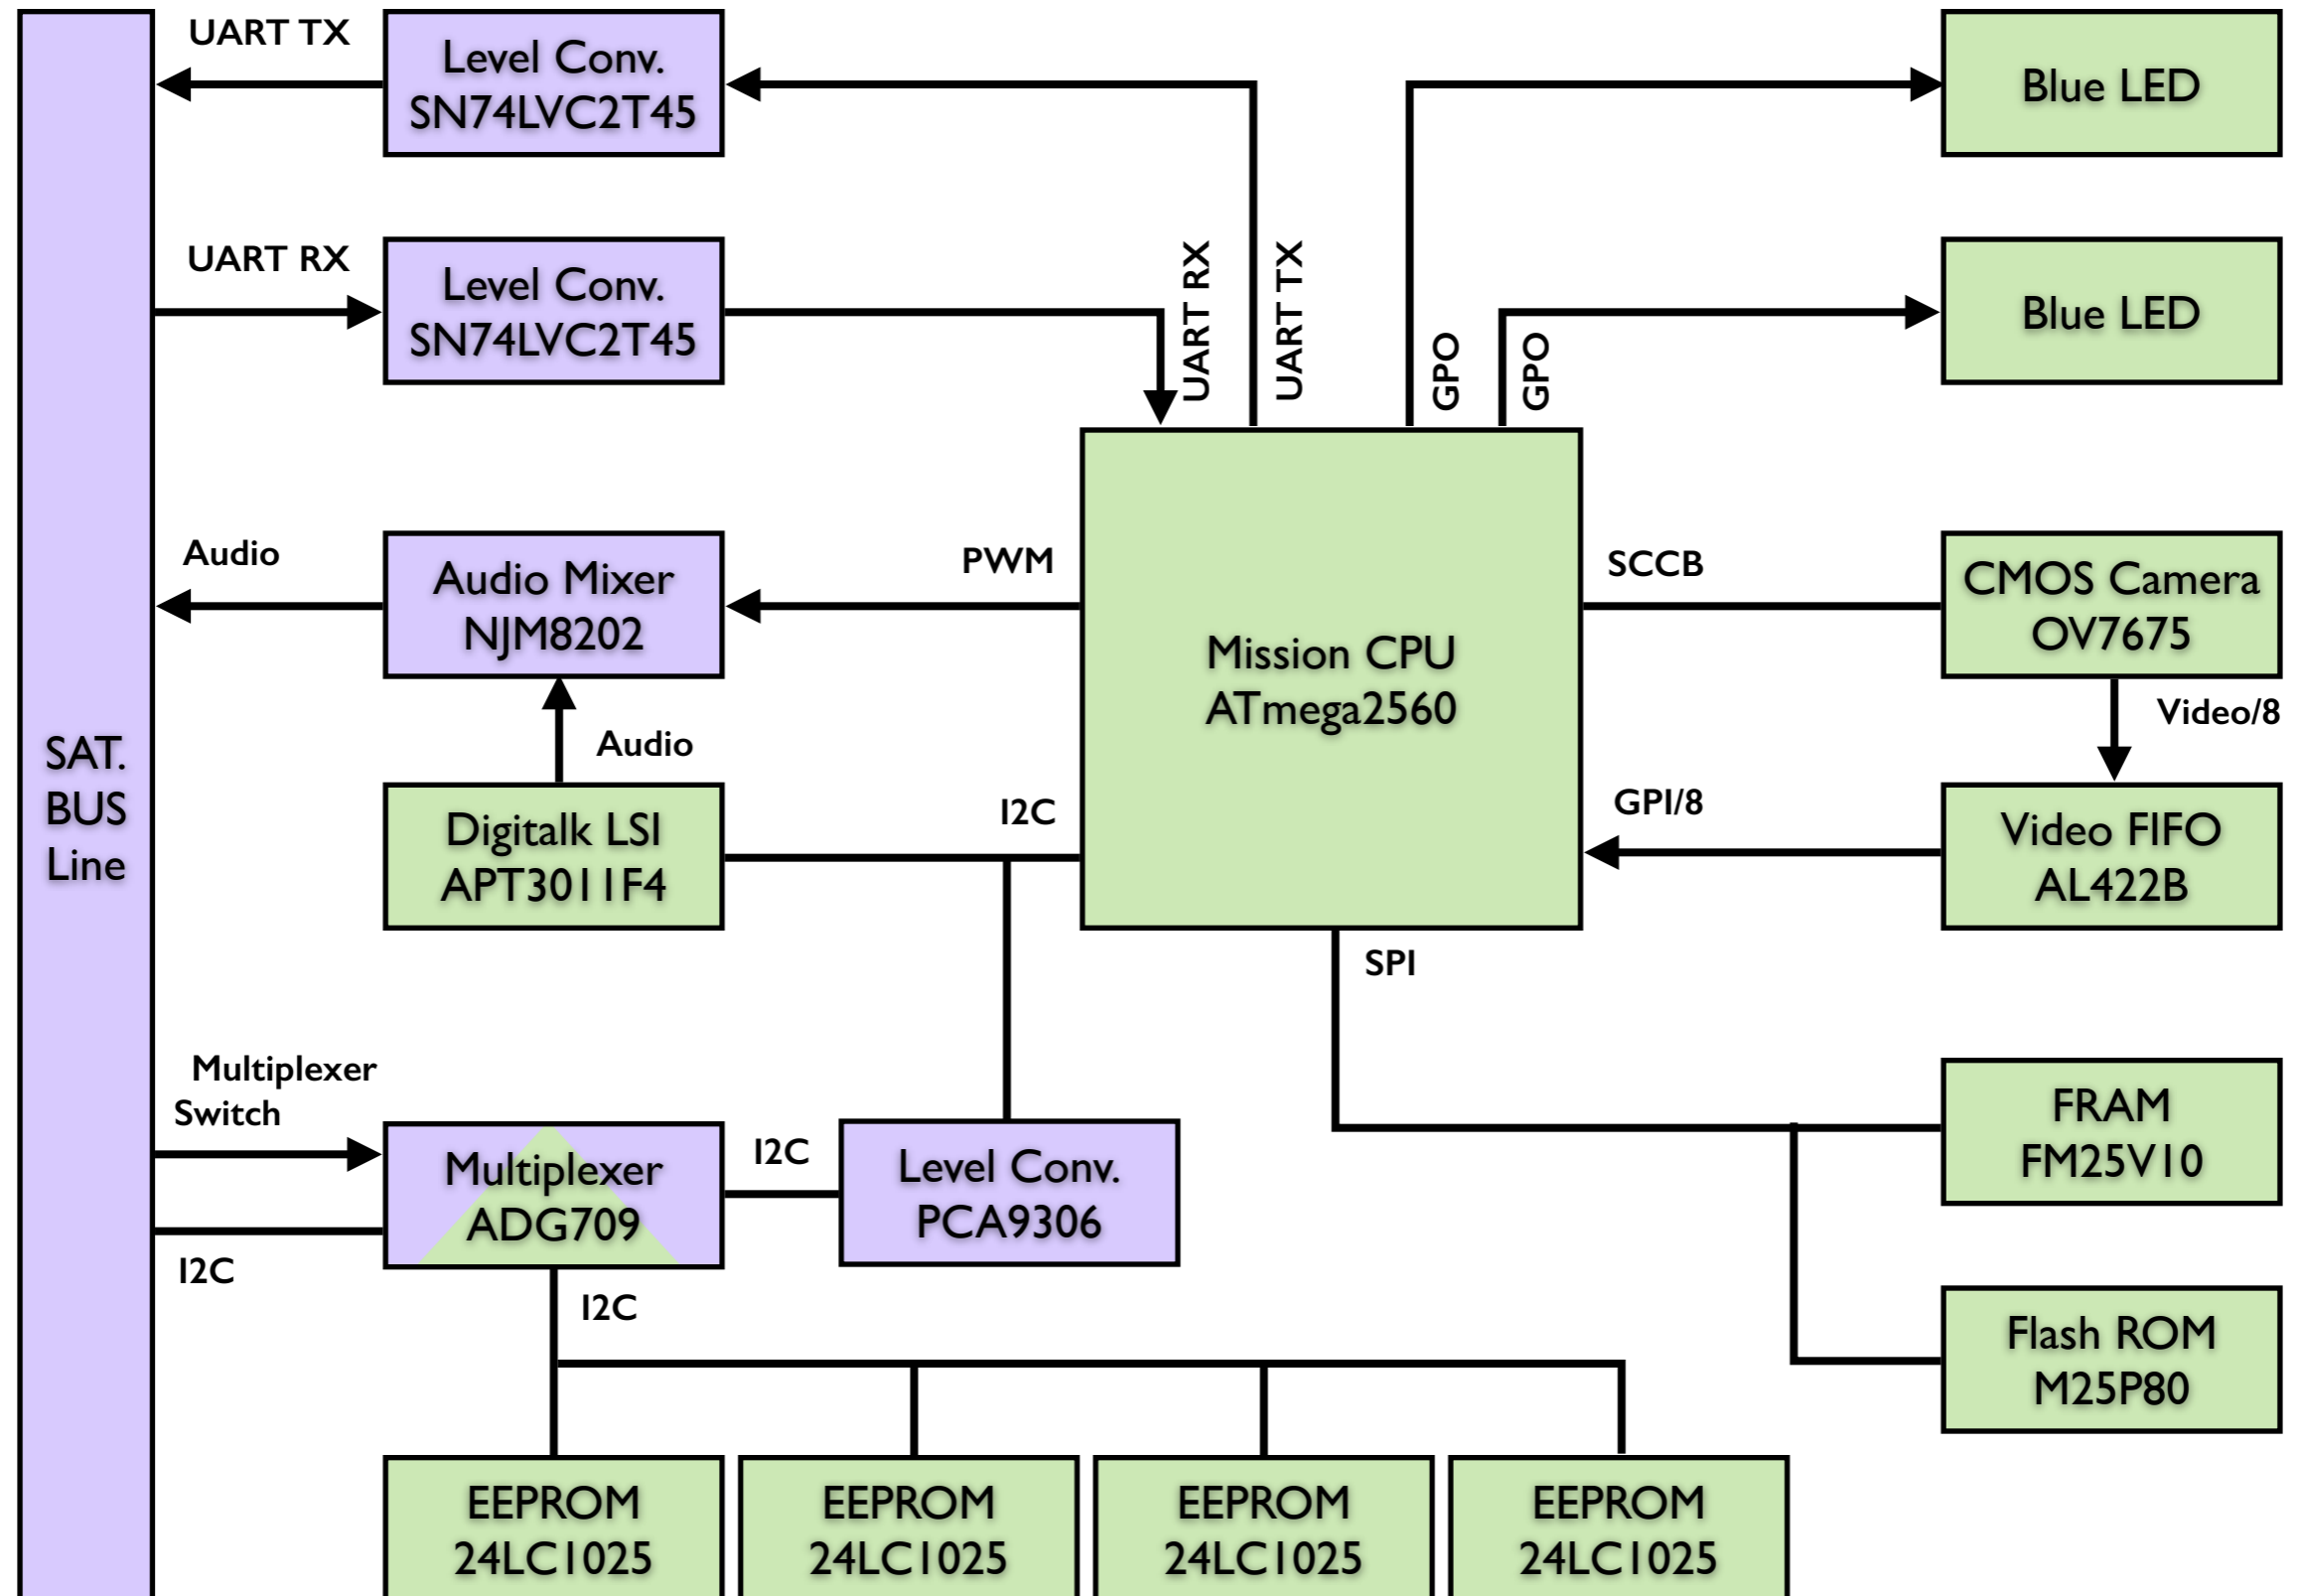 UART TX
Level Conv.
SN74LVC2T45
Blue LED
UART RX
Level Conv.
SN74LVC2T45
UART RX
UART TX
GPO
GPO
Blue LED
Audio
Audio Mixer
NJM8202
PWM
Mission CPU
ATmega2560
SCCB
CMOS Camera
OV7675
Video/8
SAT.
BUS
Line
Audio
Digitalk LSI
APT3011F4
I2C
GPI/8
Video FIFO
AL422B
SPI
Multiplexer
Switch
Multiplexer
ADG709
I2C
Level Conv.
PCA9306
FRAM
FM25V10
I2C
I2C
Flash ROM
M25P80
EEPROM
24LC1025
EEPROM
24LC1025
EEPROM
24LC1025
EEPROM
24LC1025